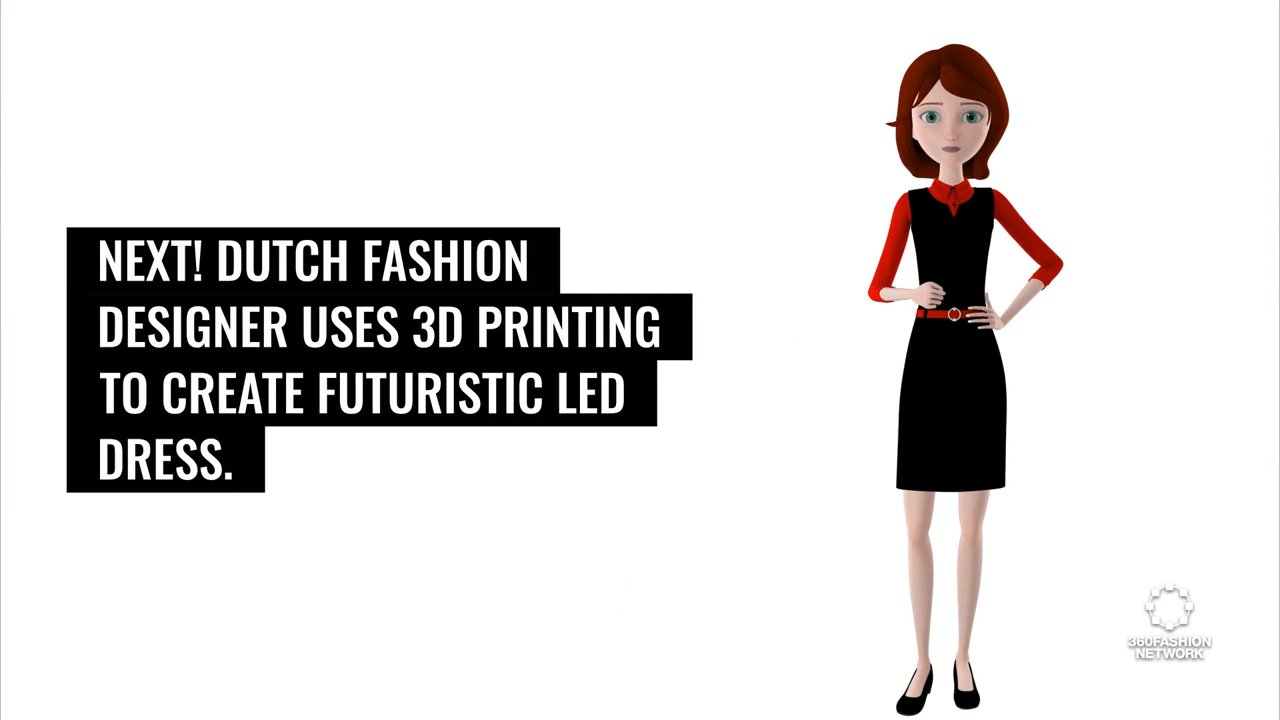 NEXT! DUTCH FASHION
DESIGNER USES 3D PRINTING
TO CREATE FUTURISTIC LED
DRESS.
360FASHION
NETWORK